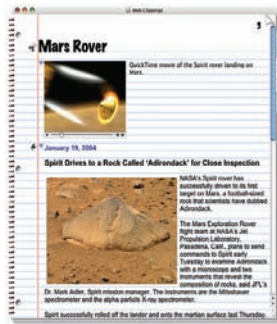 Web Clippings
3
Mars Rover
QuickTime movie of the Spirit rover landing on
Mars.
January 19, 2004
Spirit Drives to a Rock Called 'Adirondack' for Close Inspection
NASA's Spirit rover has
successfully driven to its first
target on Mars, a football-sized
rock that scientists have dubbed
Adirondack.
The Mars Exploration Rover
flight team at NASA's Jet
Propulsion Laboratory,
Pasadena, Calif., plans to send
commands to Spirit early
Tuesday to examine Adirondack
with a microscope and two
instruments that reveal the
composition of rocks, said JPL's
Dr. Mark Adler, Spirit mission manager. The instruments are the Mössbauer
spectrometer and the alpha particle X-ray spectrometer.
Spirit successfully rolled off the lander and onto the martian surface last Thursday.